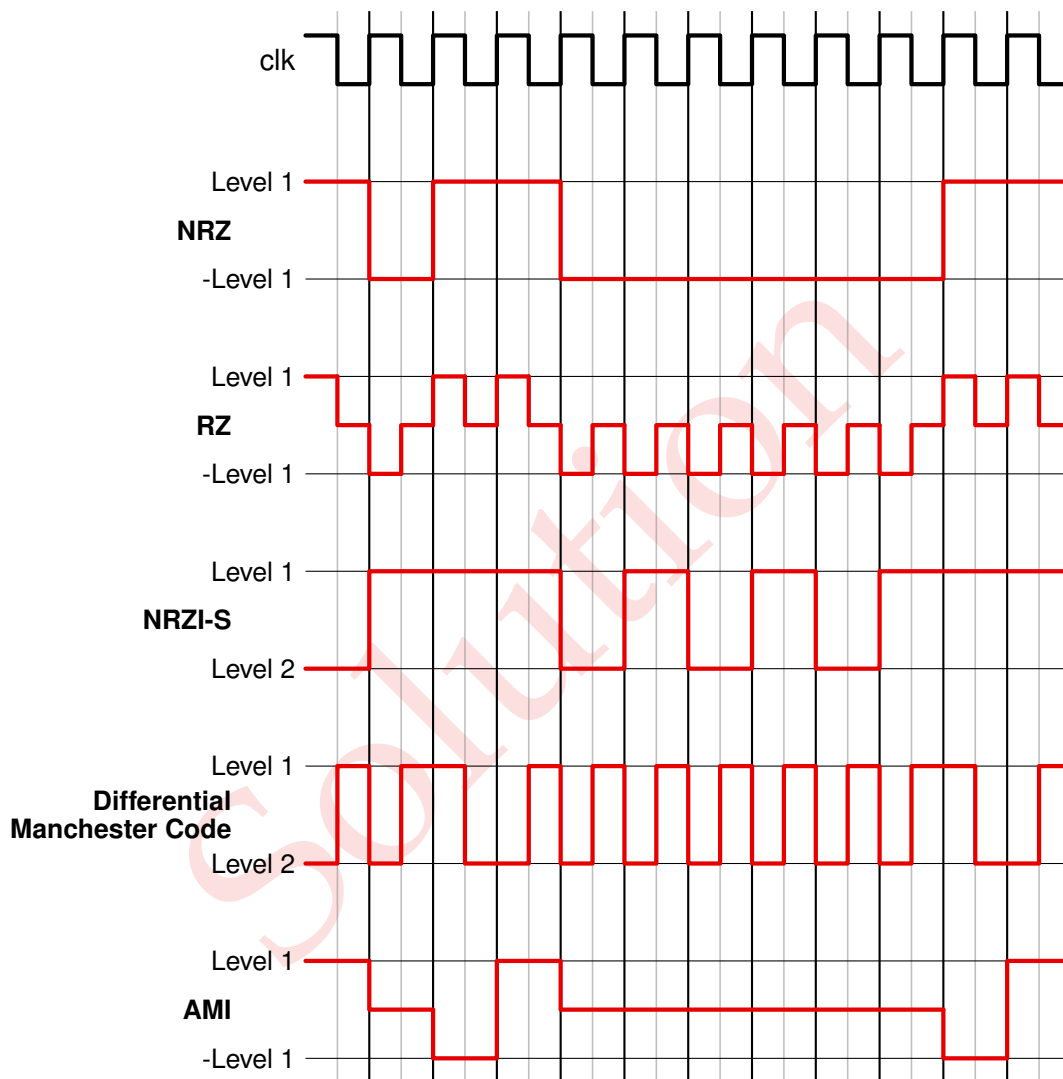 clk
Level 1
NRZ
-Level 1
Level 1
RZ
-Level 1
Level 1
NRZI-S
Level 2
Level 1
Differential
Manchester Code
Level 2
Level 1
AMI
-Level 1
Solution